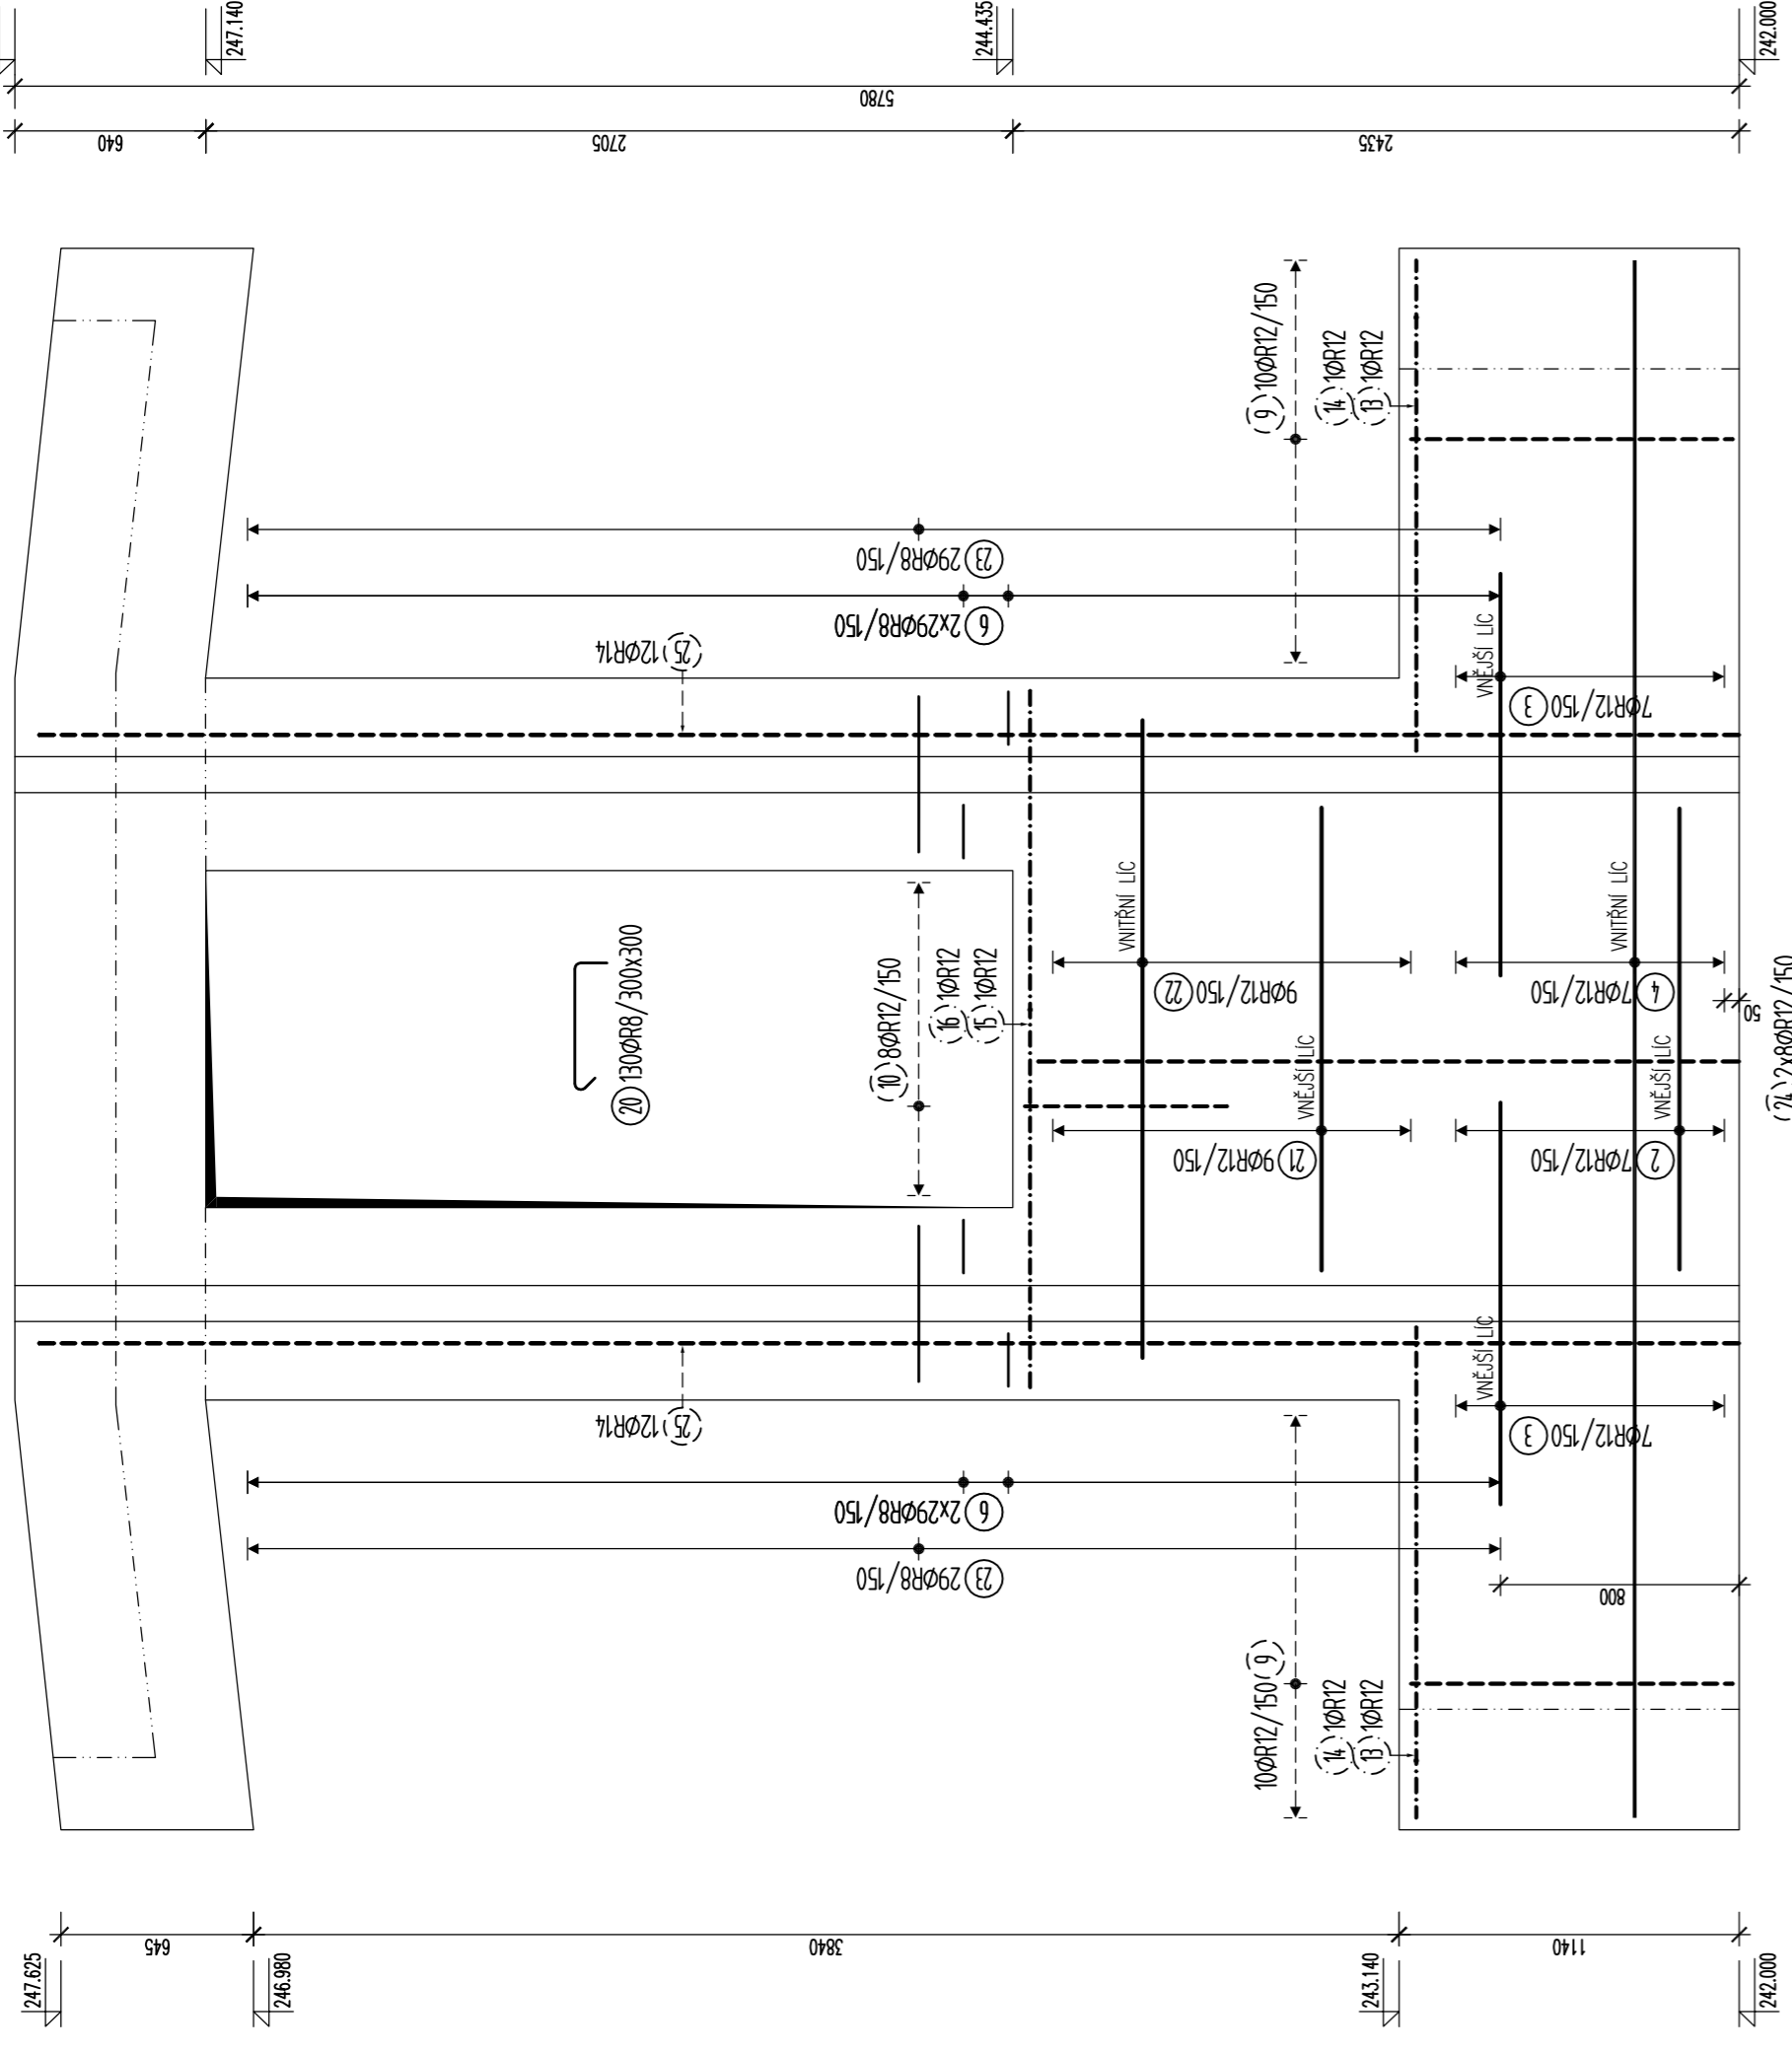 247.140
244.435
242.000
5780
640
2705
2435
9 10ØR12/150
14 1ØR12
13 1ØR12
23 29ØR8/150
6 2x29ØR8/150
25 12ØR14
VNĚJŠÍ LÍC
7ØR12/150 3
20 130ØR8/300x300
10 8ØR12/150
16 1ØR12
15 1ØR12
VNITŘNÍ LÍC
9ØR12/150 22
VNITŘNÍ LÍC
7ØR12/150 4
50
VNĚJŠÍ LÍC
21 9ØR12/150
VNĚJŠÍ LÍC
7ØR12/150 2
24 2x8ØR12/150
25 12ØR14
VNĚJŠÍ LÍC
7ØR12/150 3
6 2x29ØR8/150
23 29ØR8/150
800
10ØR12/150 9
14 1ØR12
13 1ØR12
645
3840
1140
247.625
246.980
243.140
242.000